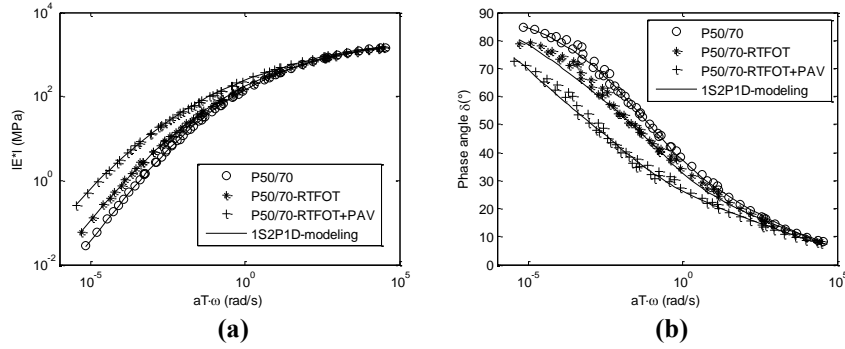 10^4
10^2
10^0
10^-2
|E*| (MPa)
P50/70
P50/70-RTFOT
P50/70-RTFOT+PAV
1S2P1D-modeling
10^-5
10^0
10^5
aT·ω (rad/s)
(a)
90
80
70
60
50
40
30
20
10
0
Phase angle δ(°)
P50/70
P50/70-RTFOT
P50/70-RTFOT+PAV
1S2P1D-modeling
10^-5
10^0
10^5
aT·ω (rad/s)
(b)